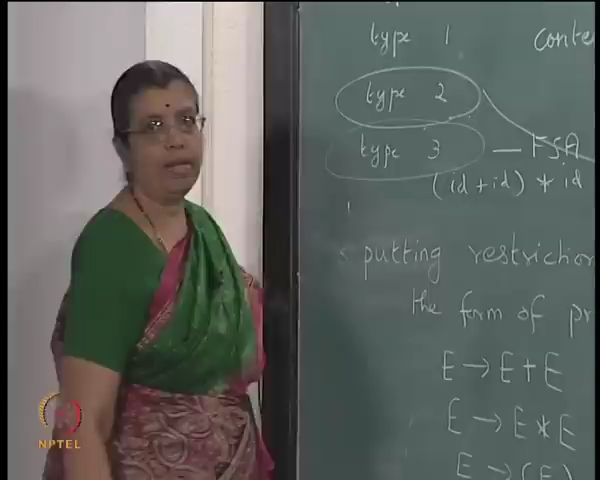 type 1 conte
type 2
type 3 — FSA
(id + id) * id
putting restriction
the form of pr
E → E + E
E → E * E
E → (E)
NPTEL